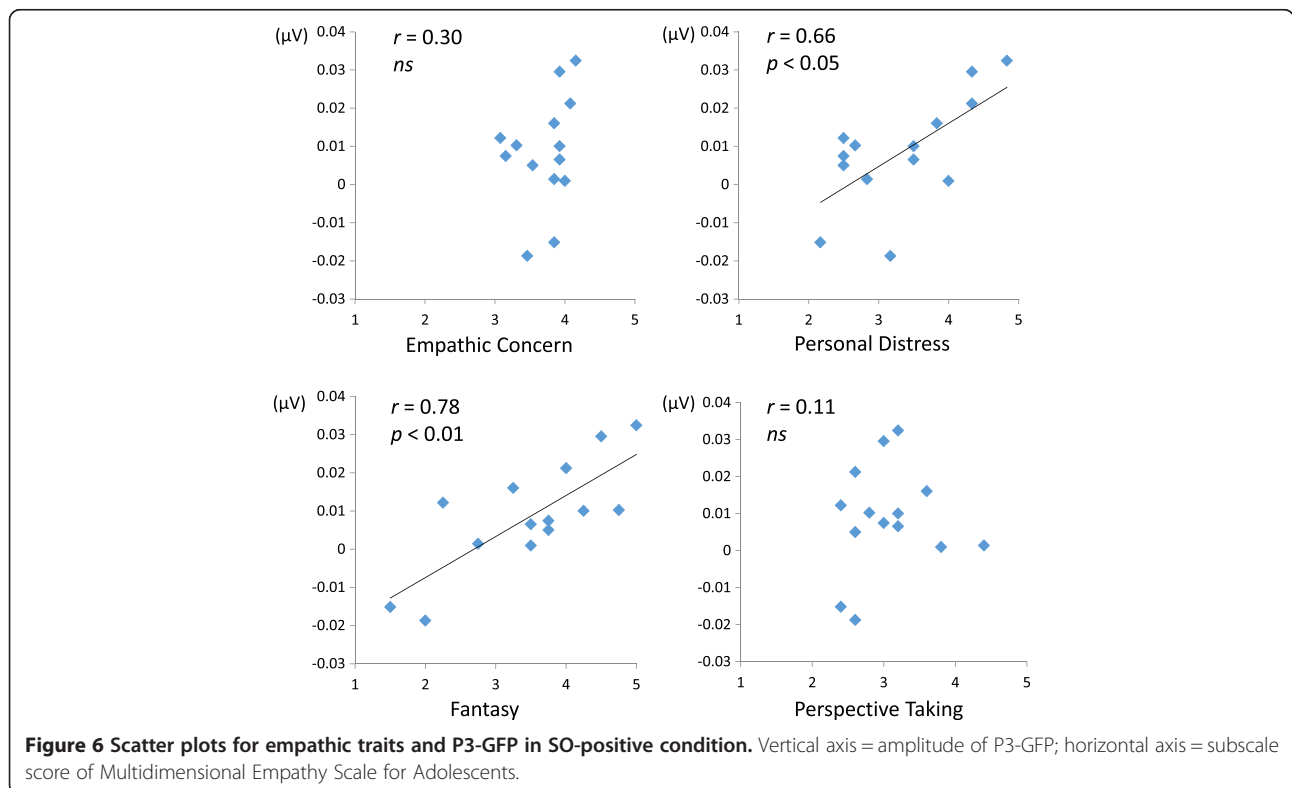 (μV)
r = 0.30
ns
0.04
0.03
0.02
0.01
0
-0.01
-0.02
-0.03
1 2 3 4 5
Empathic Concern
(μV)
r = 0.66
p < 0.05
0.04
0.03
0.02
0.01
0
-0.01
-0.02
-0.03
1 2 3 4 5
Personal Distress
(μV)
r = 0.78
p < 0.01
0.04
0.03
0.02
0.01
0
-0.01
-0.02
-0.03
1 2 3 4 5
Fantasy
(μV)
r = 0.11
ns
0.04
0.03
0.02
0.01
0
-0.01
-0.02
-0.03
1 2 3 4 5
Perspective Taking
Figure 6 Scatter plots for empathic traits and P3-GFP in SO-positive condition. Vertical axis = amplitude of P3-GFP; horizontal axis = subscale
score of Multidimensional Empathy Scale for Adolescents.